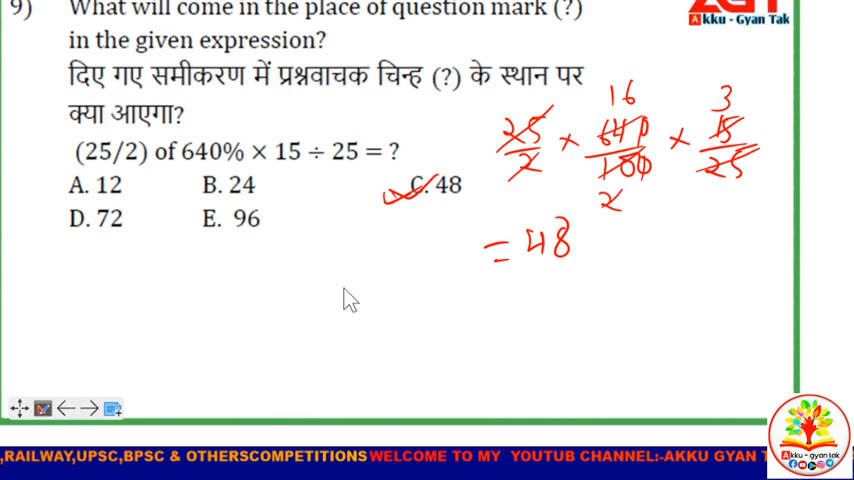 9) What will come in the place of question mark (?)
in the given expression?
दिए गए समीकरण में प्रश्नवाचक चिन्ह (?) के स्थान पर
क्या आएगा?
(25/2) of 640% × 15 ÷ 25 = ?
A. 12 B. 24 C. 48
D. 72 E. 96
Akku - Gyan Tak
16 3
25/2 × 640/100 × 15/25
2
= 48
,RAILWAY,UPSC,BPSC & OTHERSCOMPETITIONS WELCOME TO MY YOUTUB CHANNEL:-AKKU GYAN T
Akku - gyan tak